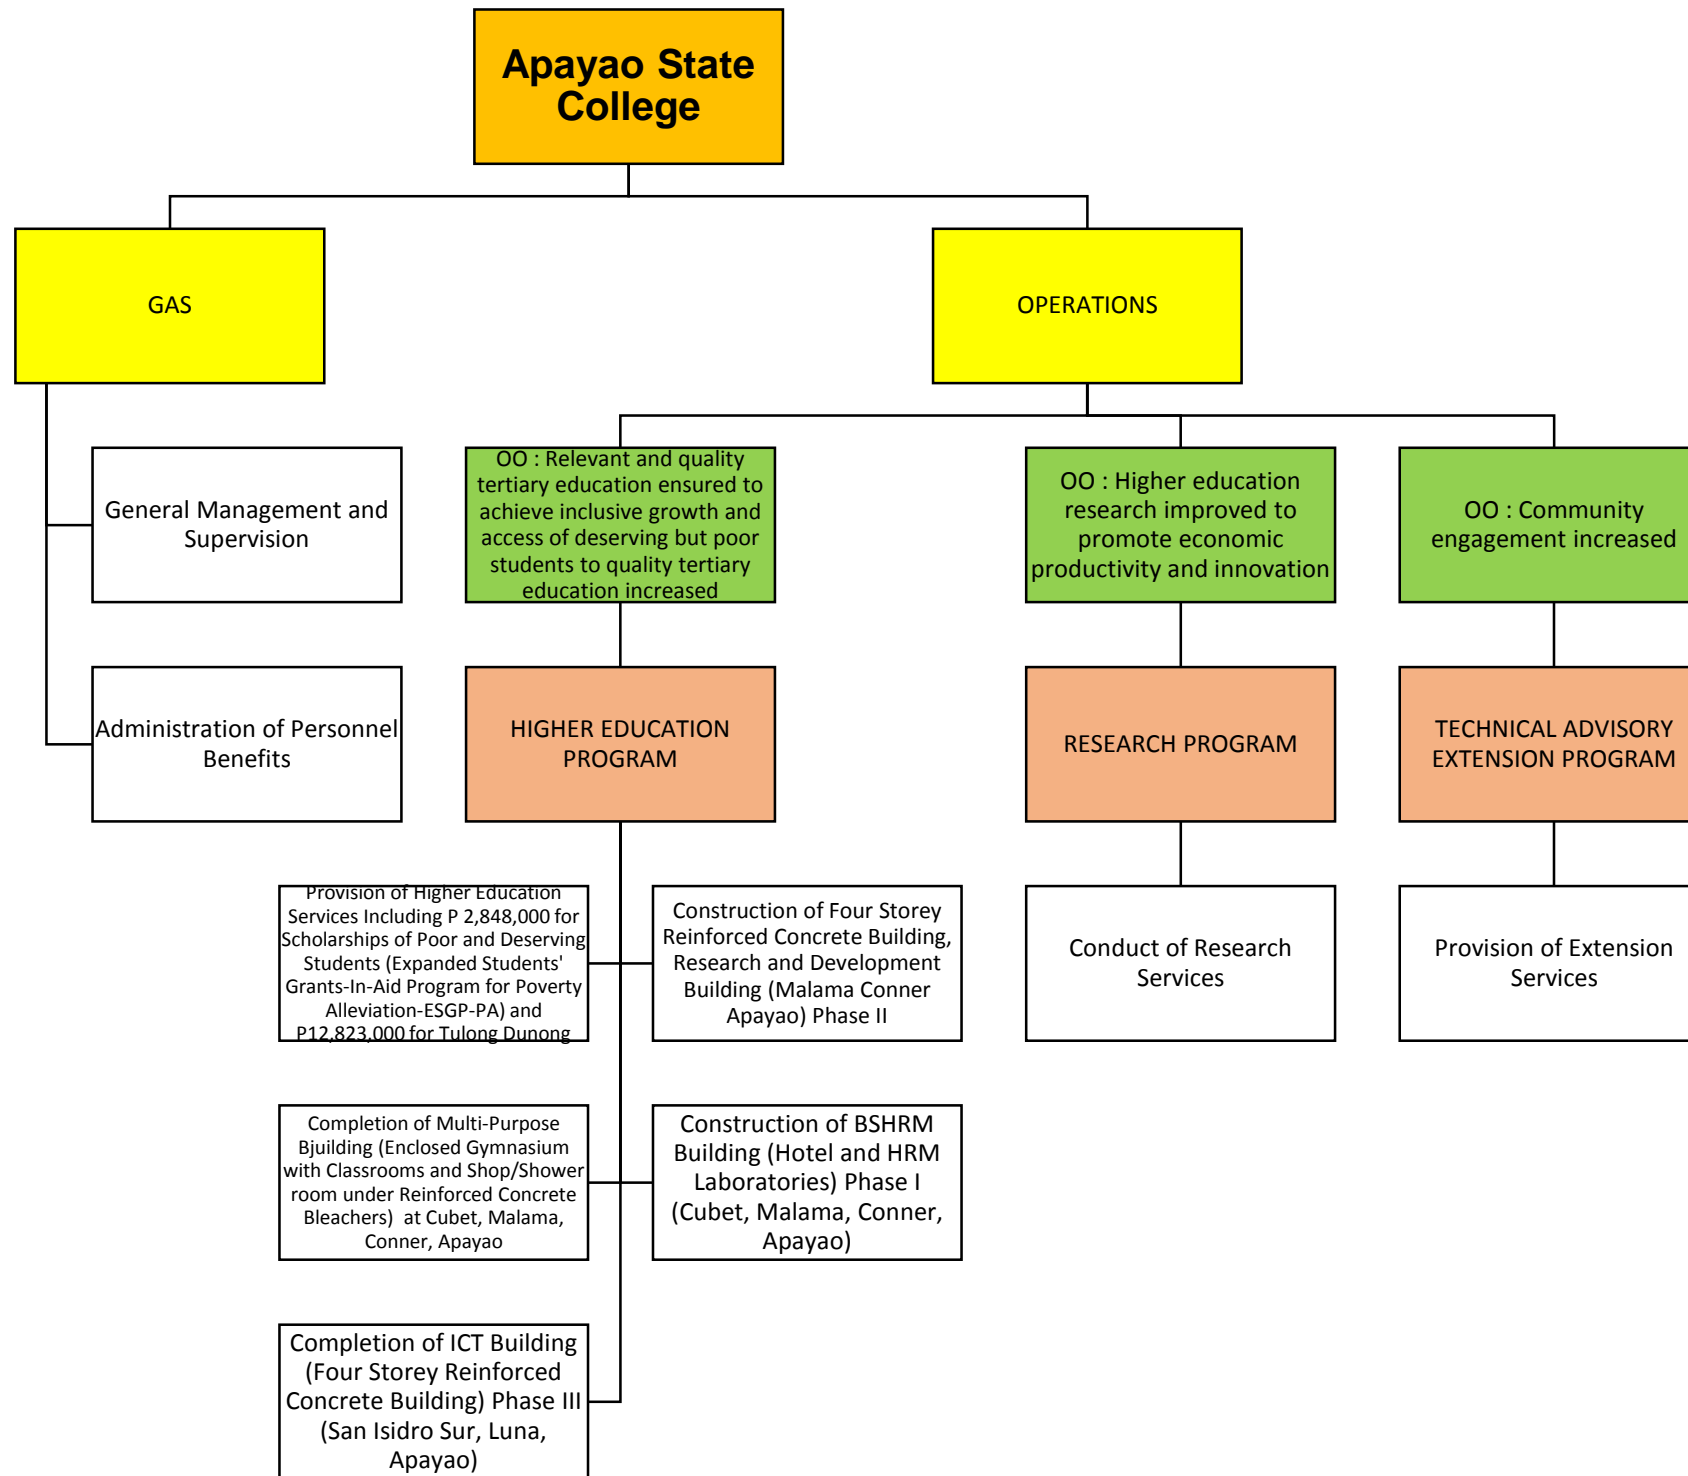 Apayao State
College
GAS
OPERATIONS
General Management and
Supervision
OO : Relevant and quality
tertiary education ensured to
achieve inclusive growth and
access of deserving but poor
students to quality tertiary
education increased
OO : Higher education
research improved to
promote economic
productivity and innovation
OO : Community
engagement increased
Administration of Personnel
Benefits
HIGHER EDUCATION
PROGRAM
RESEARCH PROGRAM
TECHNICAL ADVISORY
EXTENSION PROGRAM
Provision of Higher Education
Services Including P 2,848,000 for
Scholarships of Poor and Deserving
Students (Expanded Students'
Grants-In-Aid Program for Poverty
Alleviation-ESGP-PA) and
P12,823,000 for Tulong Dunong
Construction of Four Storey
Reinforced Concrete Building,
Research and Development
Building (Malama Conner
Apayao) Phase II
Conduct of Research
Services
Provision of Extension
Services
Completion of Multi-Purpose
Bjuilding (Enclosed Gymnasium
with Classrooms and Shop/Shower
room under Reinforced Concrete
Bleachers)  at Cubet, Malama,
Conner, Apayao
Construction of BSHRM
Building (Hotel and HRM
Laboratories) Phase I
(Cubet, Malama, Conner,
Apayao)
Completion of ICT Building
(Four Storey Reinforced
Concrete Building) Phase III
(San Isidro Sur, Luna,
Apayao)